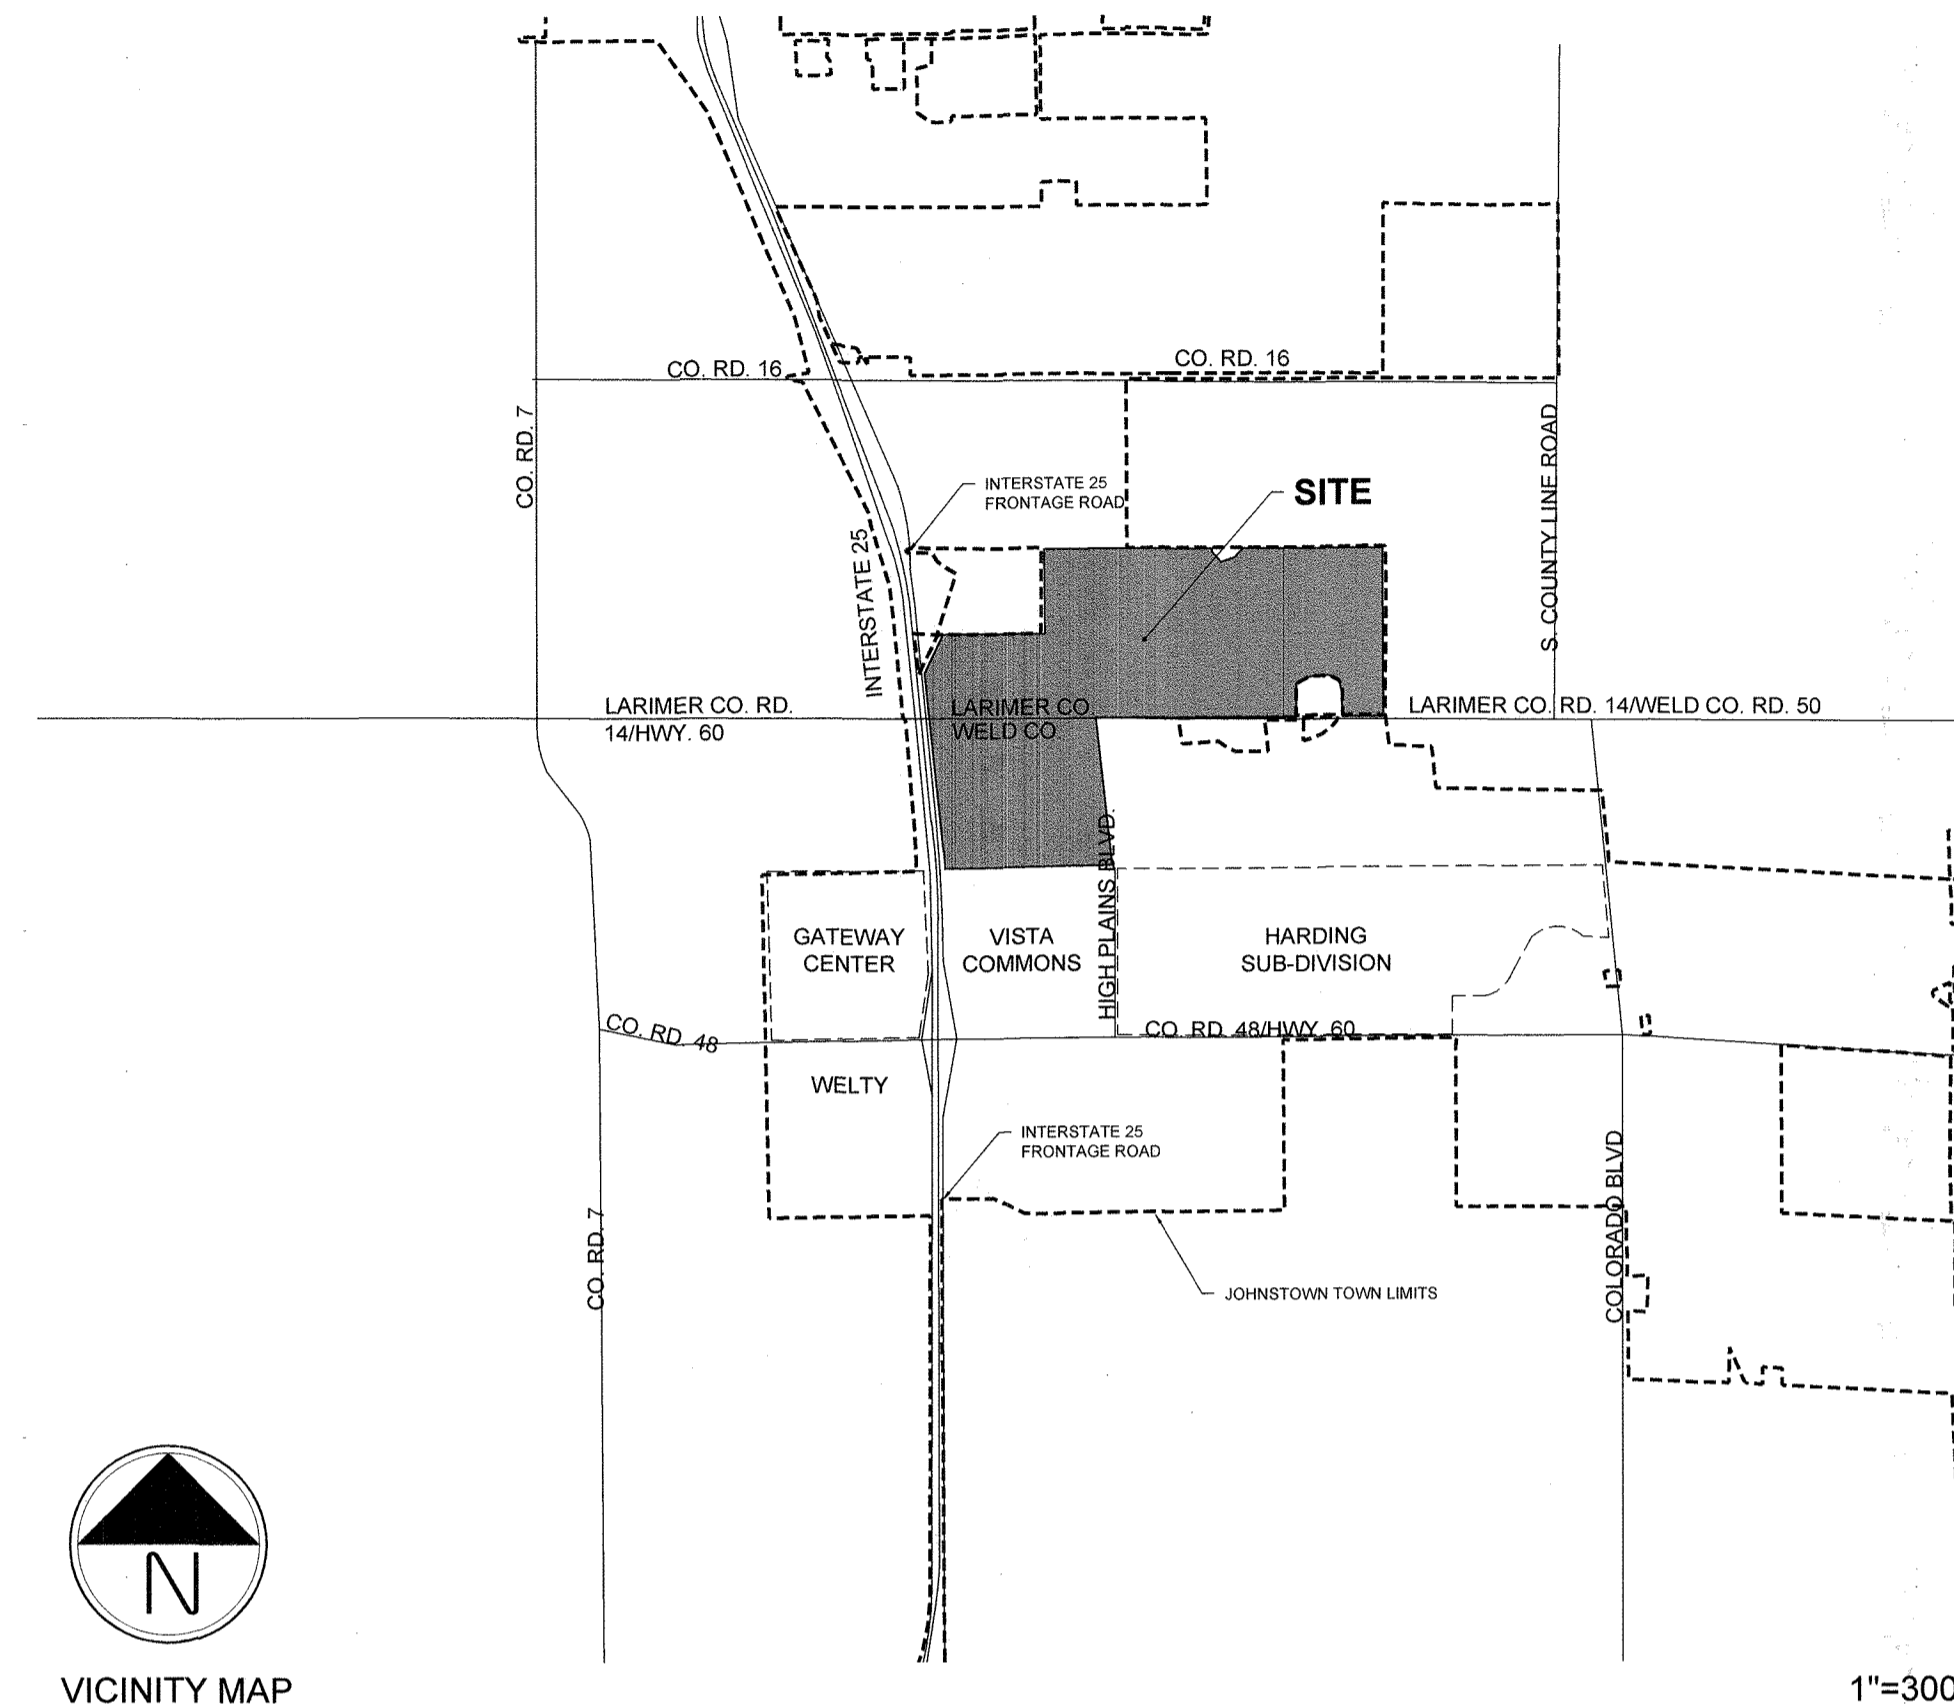 CO. RD. 16
CO. RD. 16
CO. RD. 7
S. COUNTY LINE ROAD
INTERSTATE 25
FRONTAGE ROAD
SITE
INTERSTATE 25
LARIMER CO. RD.
14/HWY. 60
LARIMER CO
WELD CO
LARIMER CO. RD. 14/WELD CO. RD. 50
HIGH PLAINS BLVD.
GATEWAY
CENTER
VISTA
COMMONS
HARDING
SUB-DIVISION
CO. RD. 48
CO. RD. 48/HWY. 60
WELTY
INTERSTATE 25
FRONTAGE ROAD
CO. RD. 7
COLORADO BLVD
JOHNSTOWN TOWN LIMITS
N
VICINITY MAP
1"=300